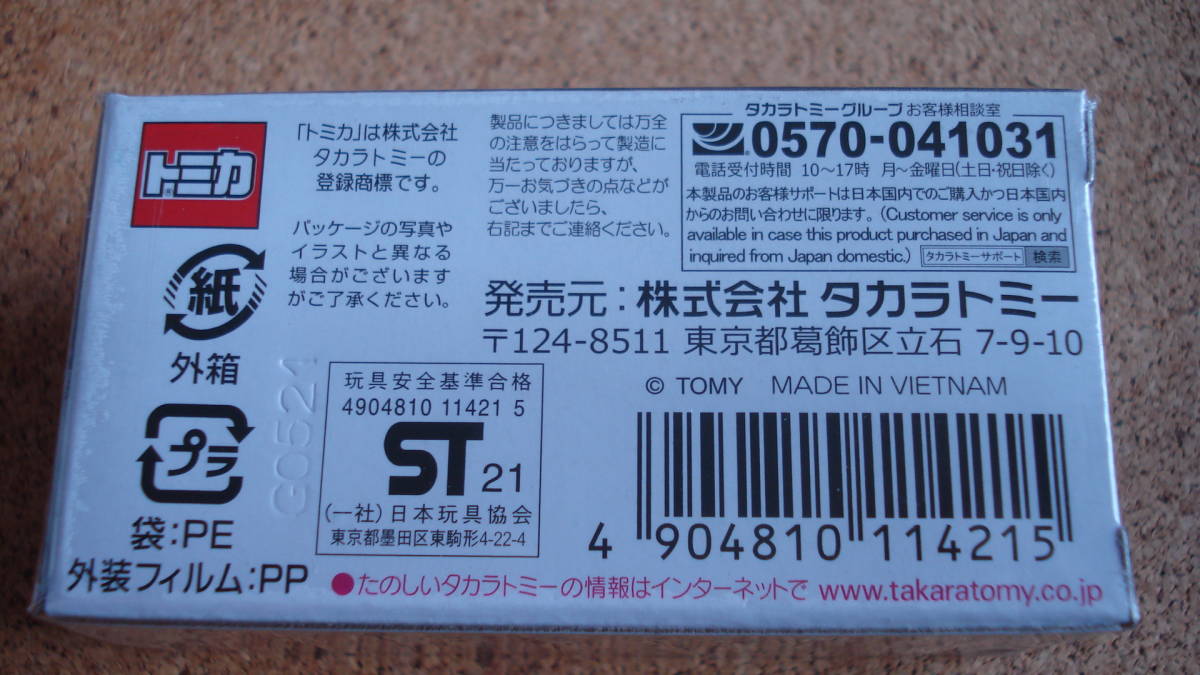 トミカ
「トミカ」は株式会社
タカラトミーの
登録商標です。
パッケージの写真や
イラストと異なる
場合がございます
がご了承ください。
製品につきましては万全
の注意をはらって製造に
当たっておりますが、
万一お気づきの点などが
ございましたら、
右記までご連絡ください。
タカラトミーグループ お客様相談室
0570-041031
電話受付時間 10〜17時 月〜金曜日(土日・祝日除く)
本製品のお客様サポートは日本国内でのご購入かつ日本国内
からのお問い合わせに限ります。(Customer service is only
available in case this product purchased in Japan and
inquired from Japan domestic.) タカラトミーサポート 検索
発売元:株式会社 タカラトミー
〒124-8511 東京都葛飾区立石 7-9-10
© TOMY MADE IN VIETNAM
紙
外箱
プラ
袋:PE
外装フィルム:PP
G0521
玩具安全基準合格
4904810 11421 5
ST 21
(一社)日本玩具協会
東京都墨田区東駒形4-22-4
4 904810 114215
●たのしいタカラトミーの情報はインターネットで www.takaratomy.co.jp